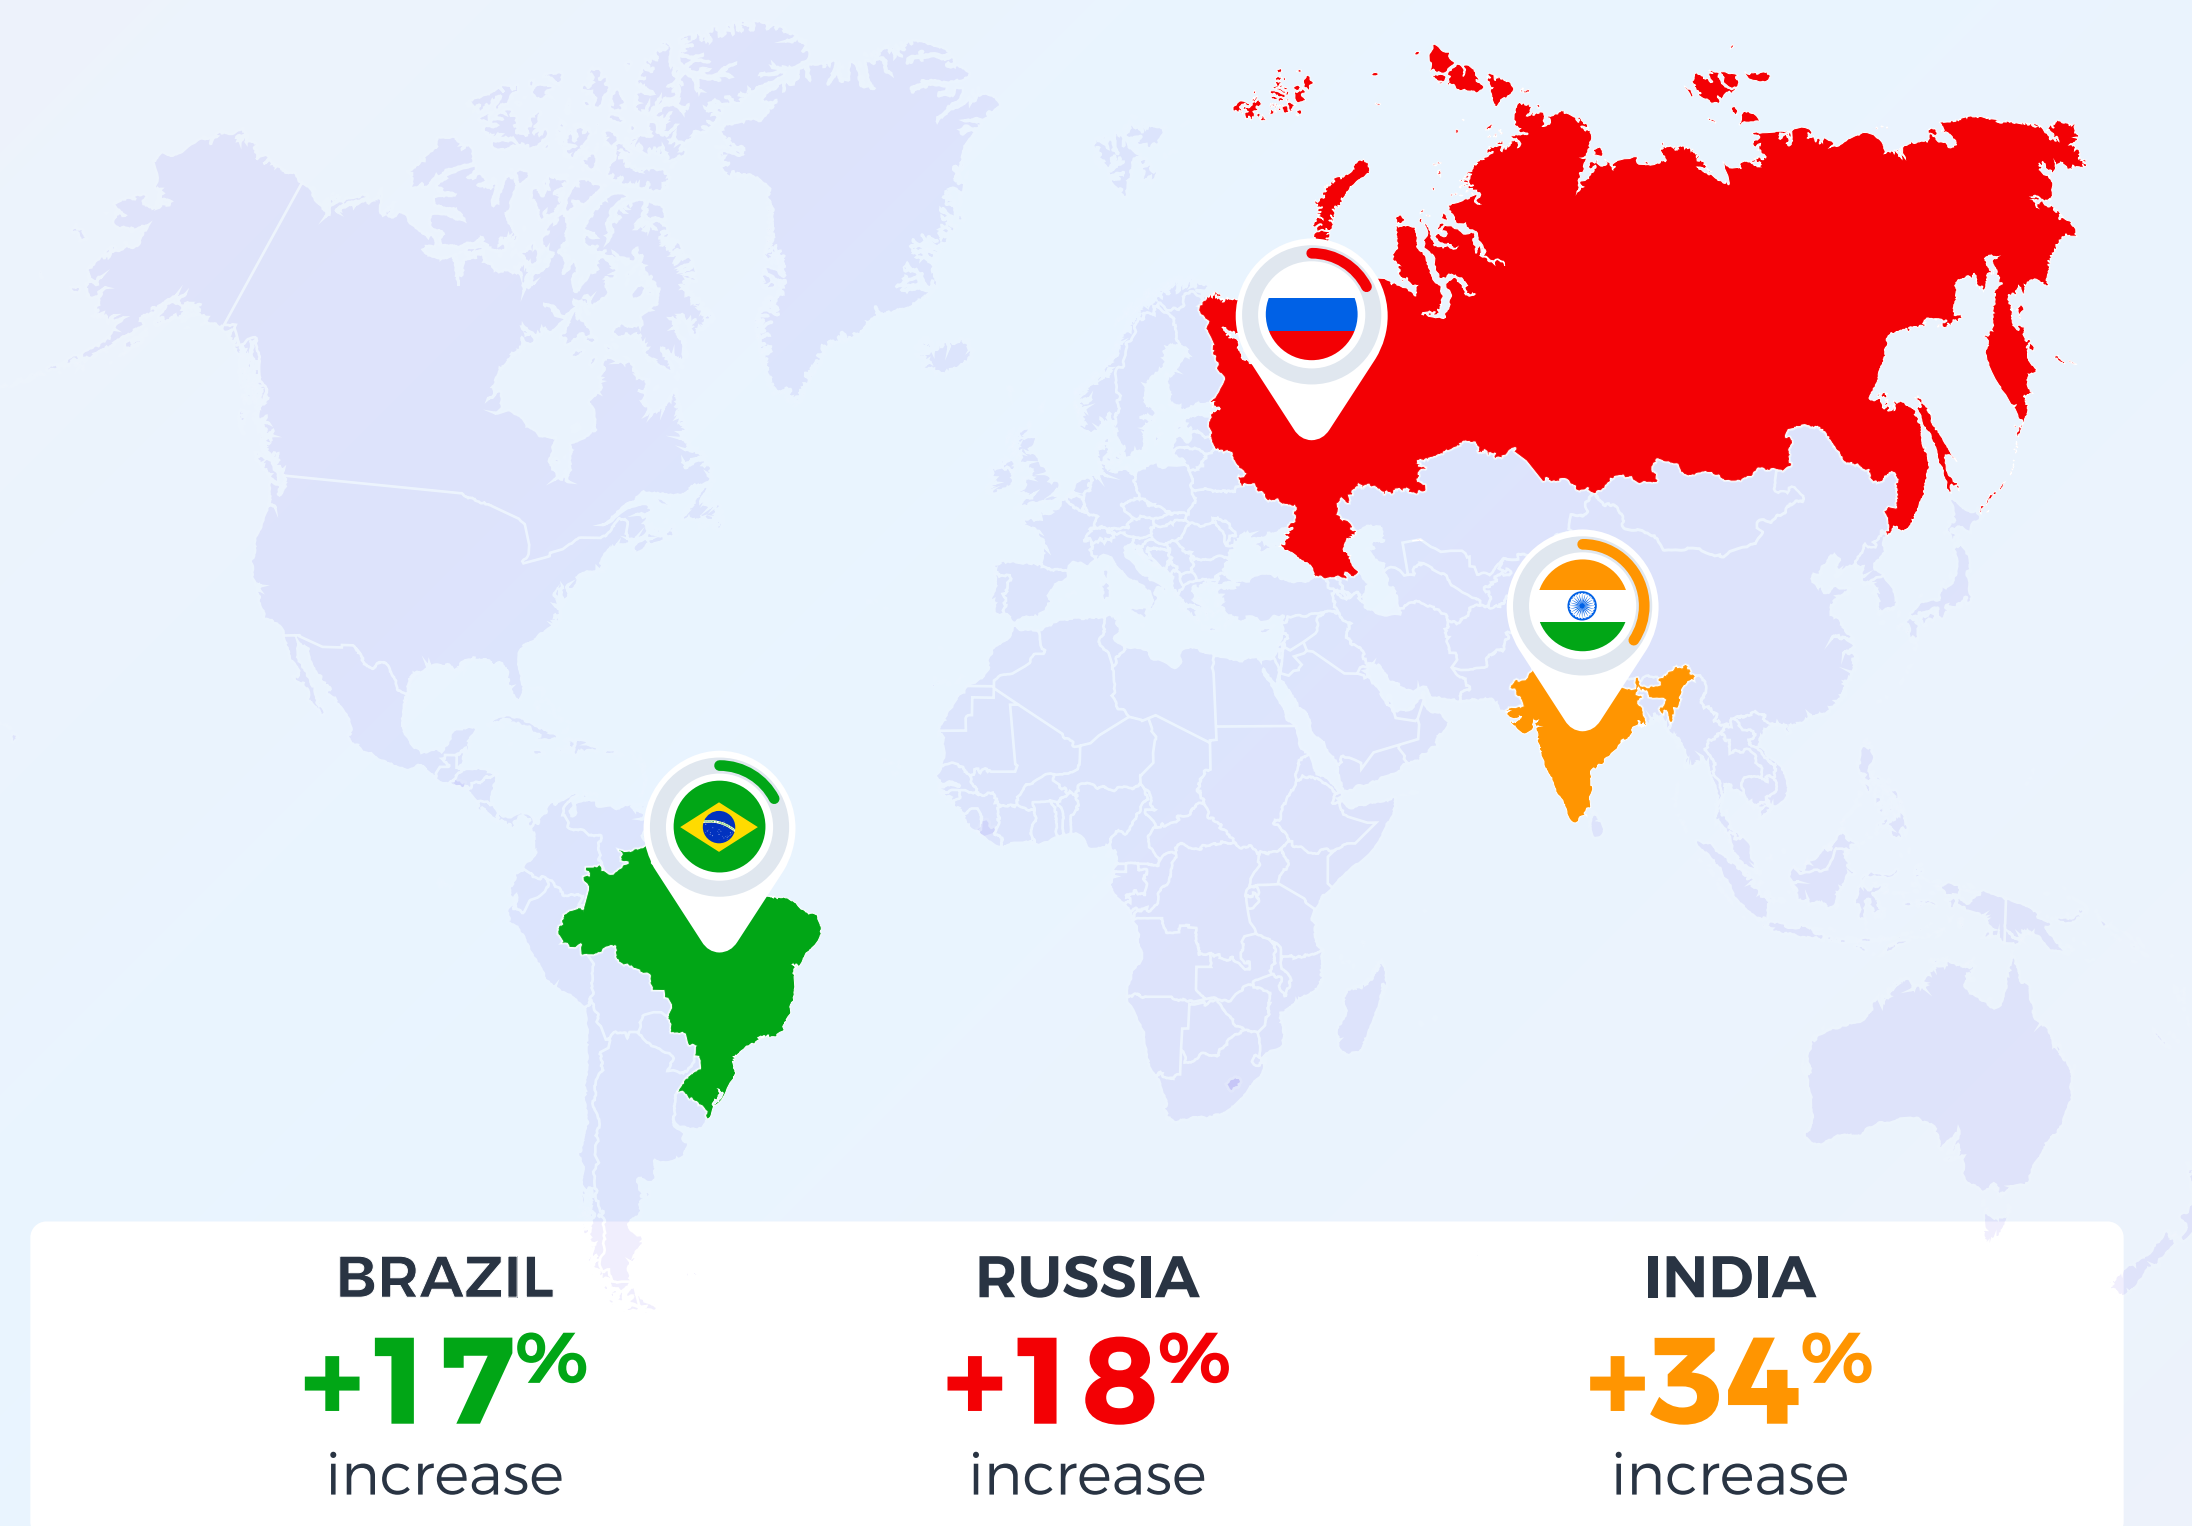 BRAZIL
+17%
increase
RUSSIA
+18%
increase
INDIA
+34%
increase